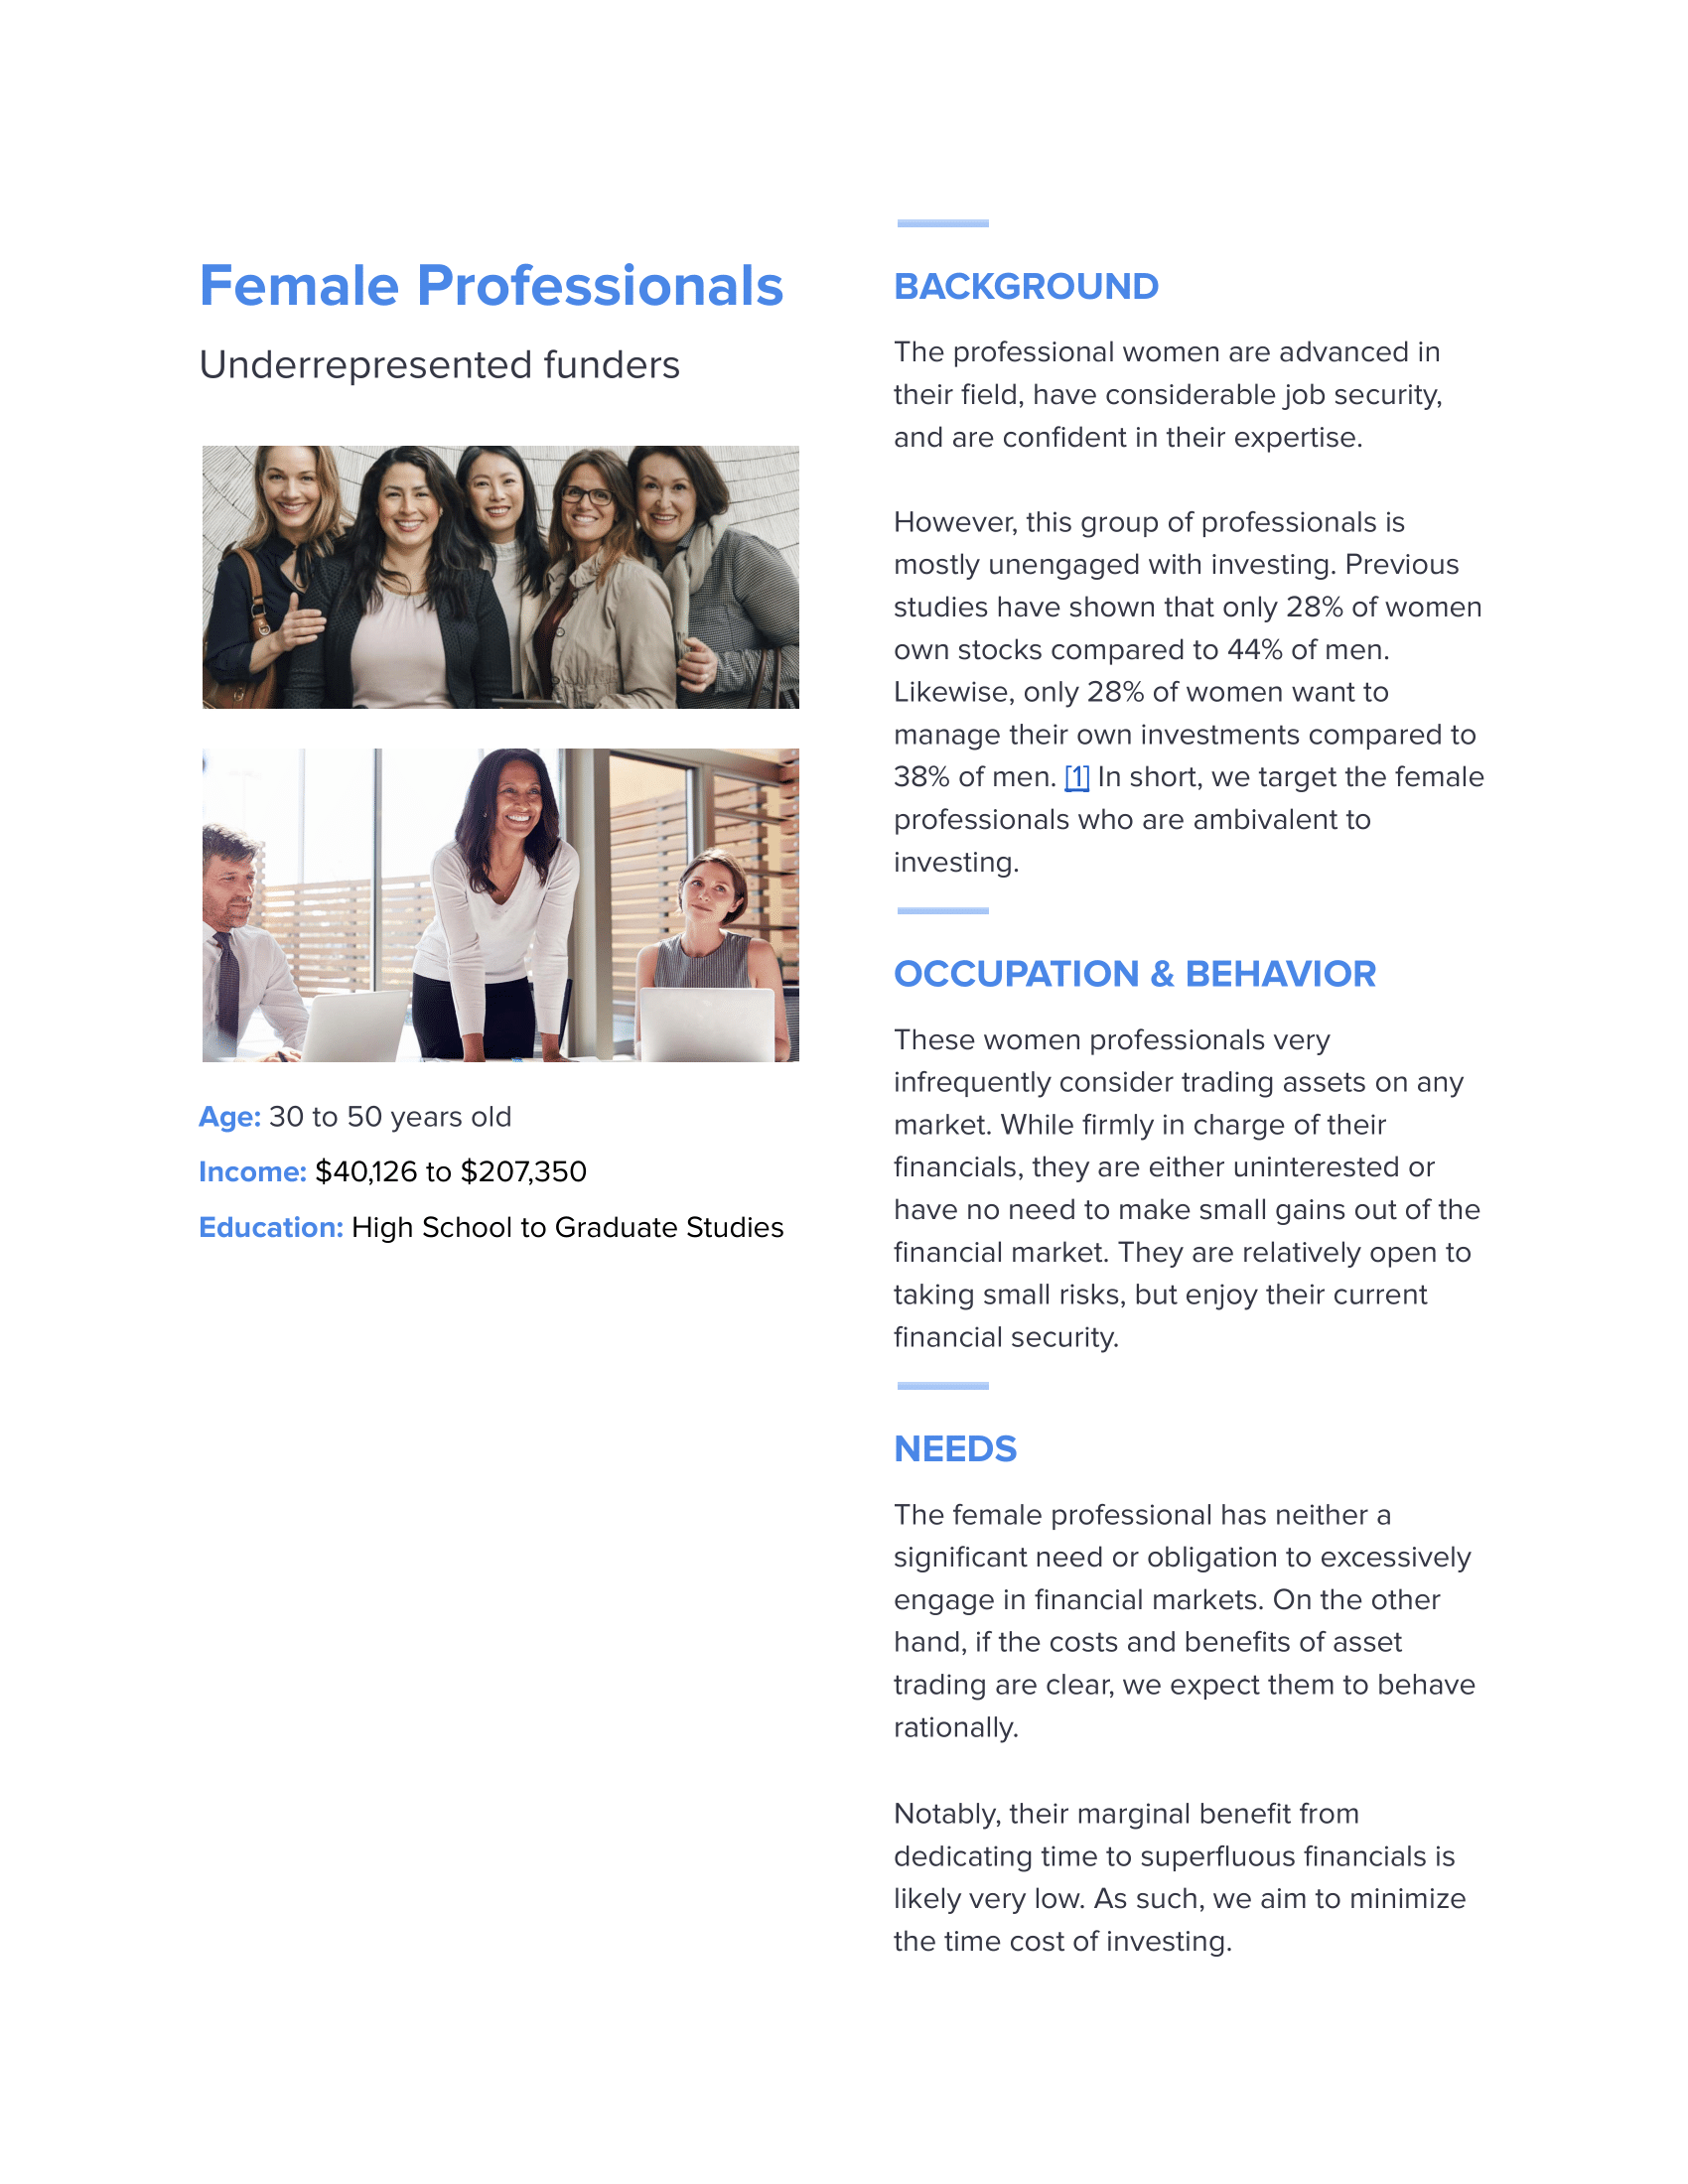 Female Professionals
Underrepresented funders
Age: 30 to 50 years old
Income: $40,126 to $207,350
Education: High School to Graduate Studies
BACKGROUND
The professional women are advanced in
their field, have considerable job security,
and are confident in their expertise.
However, this group of professionals is
mostly unengaged with investing. Previous
studies have shown that only 28% of women
own stocks compared to 44% of men.
Likewise, only 28% of women want to
manage their own investments compared to
38% of men. [1] In short, we target the female
professionals who are ambivalent to
investing.
OCCUPATION & BEHAVIOR
These women professionals very
infrequently consider trading assets on any
market. While firmly in charge of their
financials, they are either uninterested or
have no need to make small gains out of the
financial market. They are relatively open to
taking small risks, but enjoy their current
financial security.
NEEDS
The female professional has neither a
significant need or obligation to excessively
engage in financial markets. On the other
hand, if the costs and benefits of asset
trading are clear, we expect them to behave
rationally.
Notably, their marginal benefit from
dedicating time to superfluous financials is
likely very low. As such, we aim to minimize
the time cost of investing.